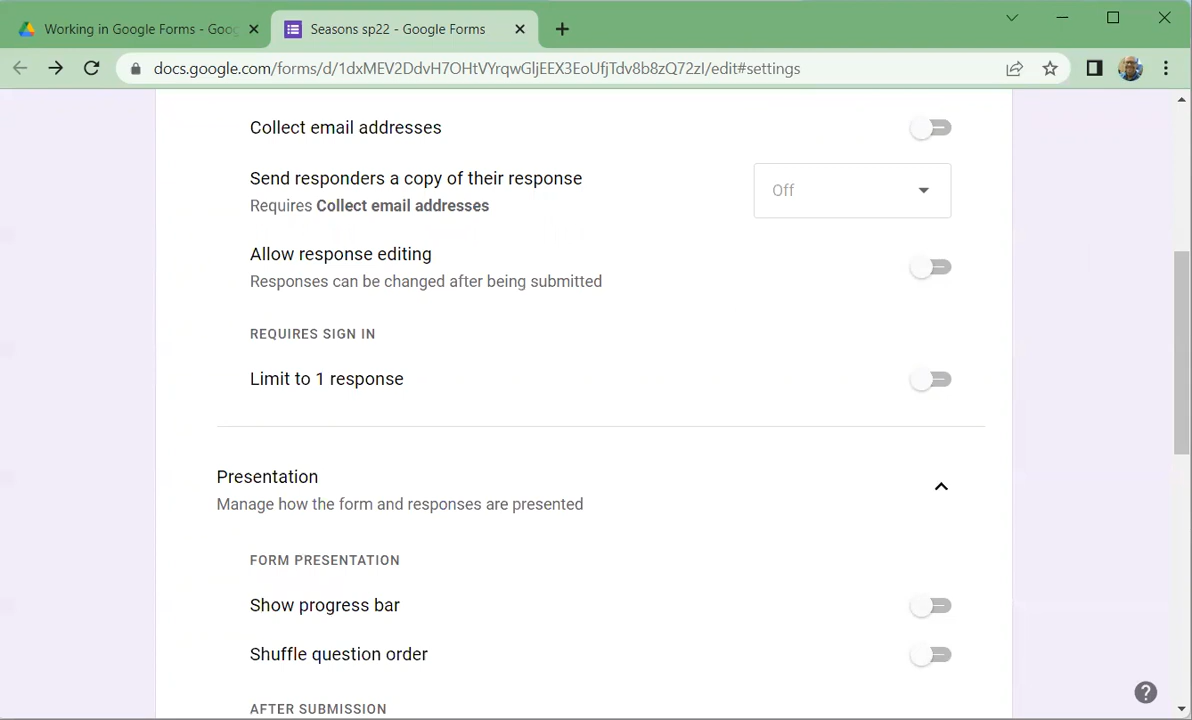 Working in Google Forms - Goog
Seasons sp22 - Google Forms
docs.google.com/forms/d/1dxMEV2DdvH7OHtVYrqwGljEEX3EoUfjTdv8b8zQ72zI/edit#settings
Collect email addresses
Send responders a copy of their response
Off
Requires Collect email addresses
Allow response editing
Responses can be changed after being submitted
REQUIRES SIGN IN
Limit to 1 response
Presentation
Manage how the form and responses are presented
FORM PRESENTATION
Show progress bar
Shuffle question order
AFTER SUBMISSION